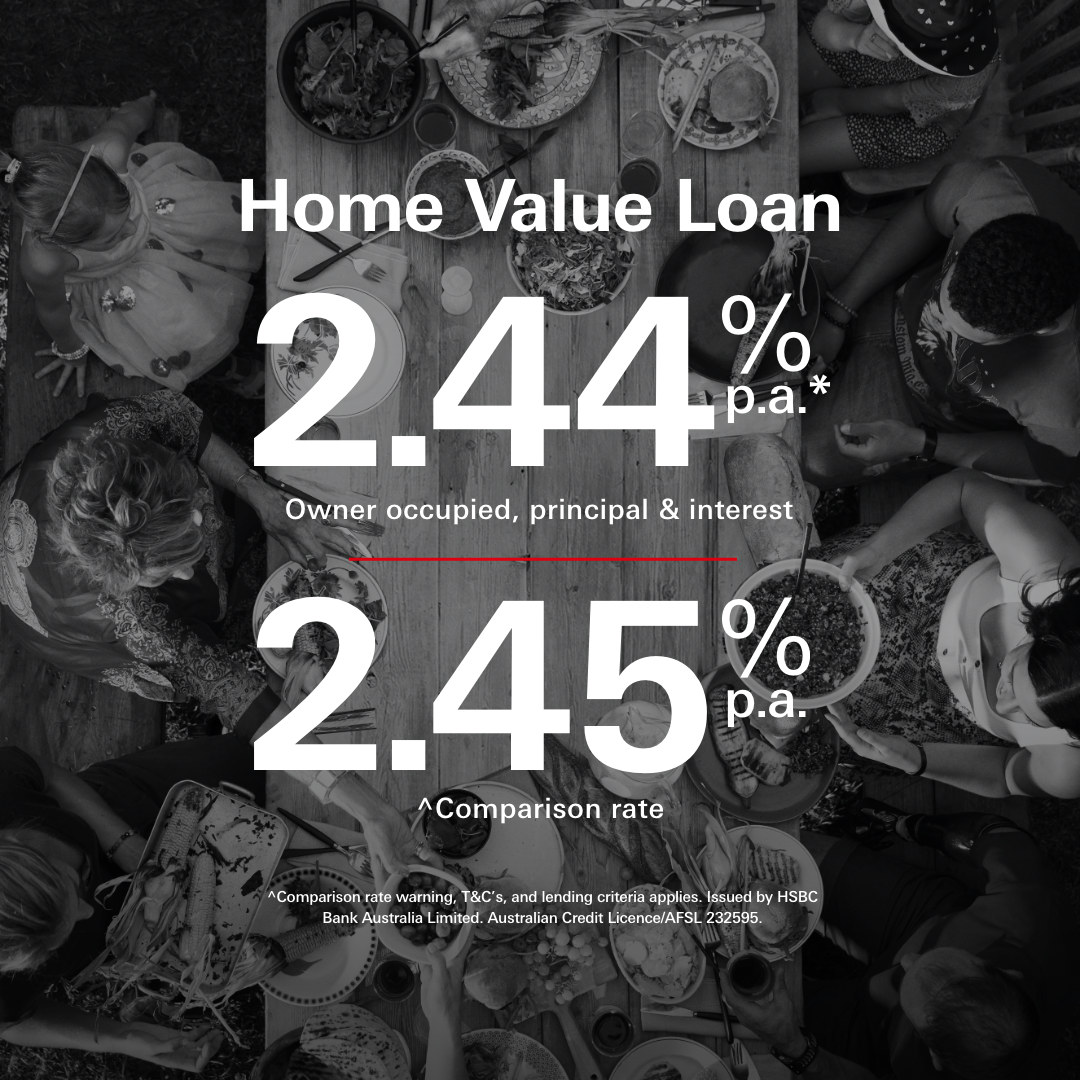 Home Value Loan
2.44% p.a.*
Owner occupied, principal & interest
2.45% p.a.
^Comparison rate
^Comparison rate warning, T&C's, and lending criteria applies. Issued by HSBC
Bank Australia Limited. Australian Credit Licence/AFSL 232595.